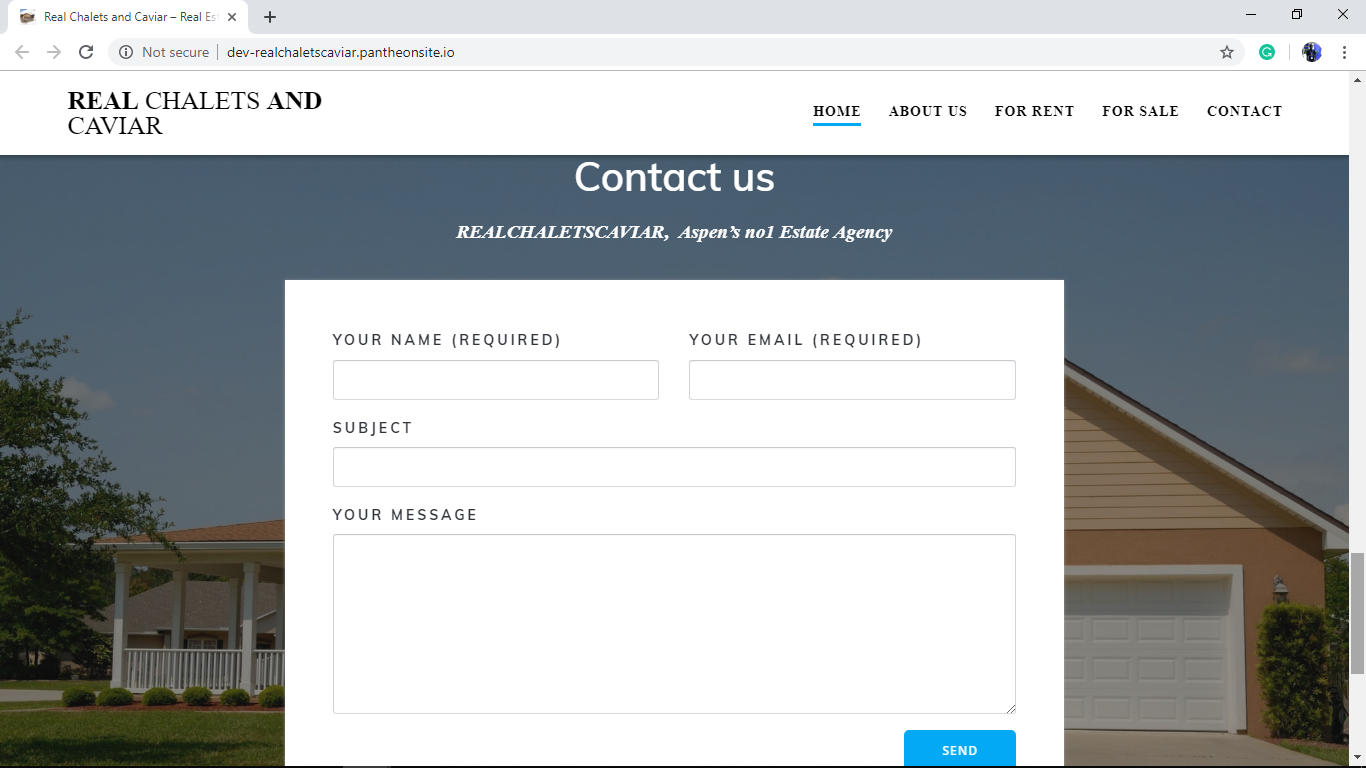 Real Chalets and Caviar – Real Es
Not secure
dev-realchaletscaviar.pantheonsite.io
REAL CHALETS AND
CAVIAR
HOME ABOUT US FOR RENT FOR SALE CONTACT
Contact us
REALCHALETSCAVIAR, Aspen’s no1 Estate Agency
YOUR NAME (REQUIRED) YOUR EMAIL (REQUIRED)
SUBJECT
YOUR MESSAGE
SEND